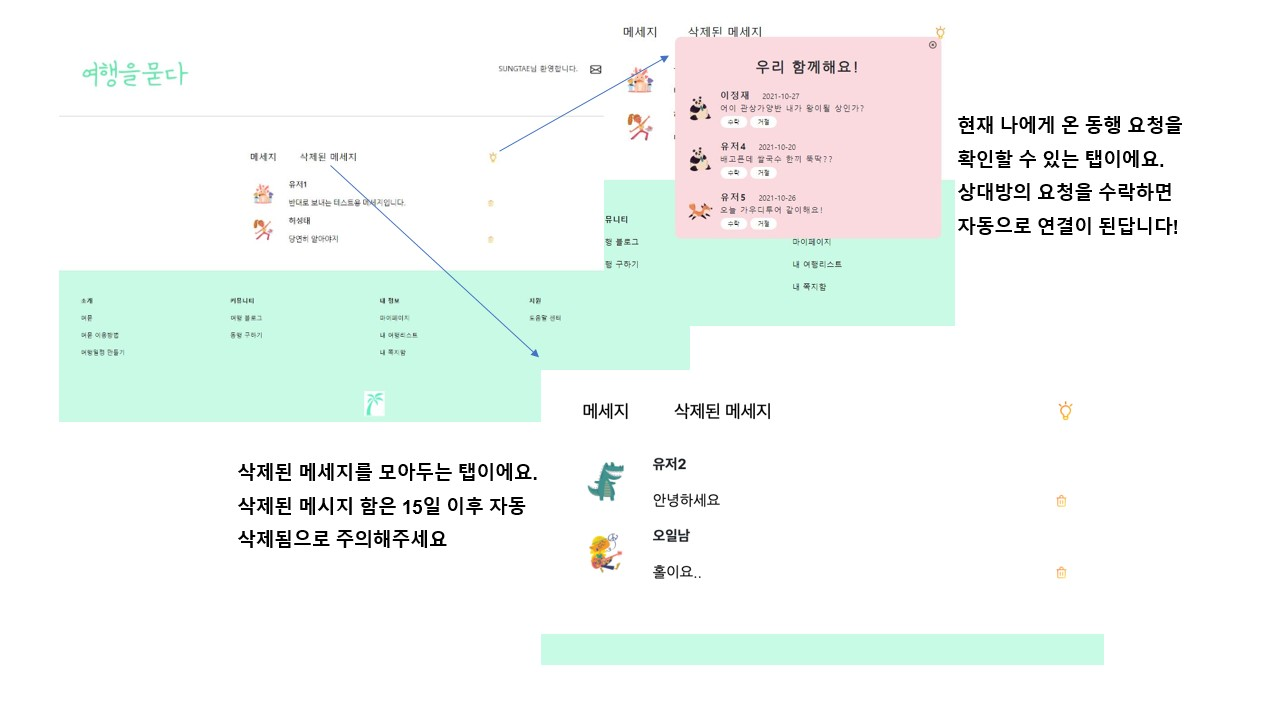 여행을묻다
SUNGTAE님 환영합니다.
메세지 삭제된 메세지
유저1
반대로 보내는 테스트용 메세지입니다.
허성태
당연히 알아야지
소개
여묻
여묻 이용방법
여행일정 만들기
커뮤니티
여행 블로그
동행 구하기
내 정보
마이페이지
내 여행리스트
내 쪽지함
지원
도움말 센터
메세지 삭제된 메세지
우리 함께해요!
이정재 2021-10-27
어이 관상가양반 내가 왕이될 상인가?
수락 거절
유저4 2021-10-20
배고픈데 쌀국수 한끼 뚝딱??
수락 거절
유저5 2021-10-26
오늘 가우디투어 같이해요!
수락 거절
뮤니티
행 블로그
행 구하기
마이페이지
내 여행리스트
내 쪽지함
현재 나에게 온 동행 요청을
확인할 수 있는 탭이에요.
상대방의 요청을 수락하면
자동으로 연결이 된답니다!
삭제된 메세지를 모아두는 탭이에요.
삭제된 메시지 함은 15일 이후 자동
삭제됨으로 주의해주세요
메세지 삭제된 메세지
유저2
안녕하세요
오일남
홀이요..